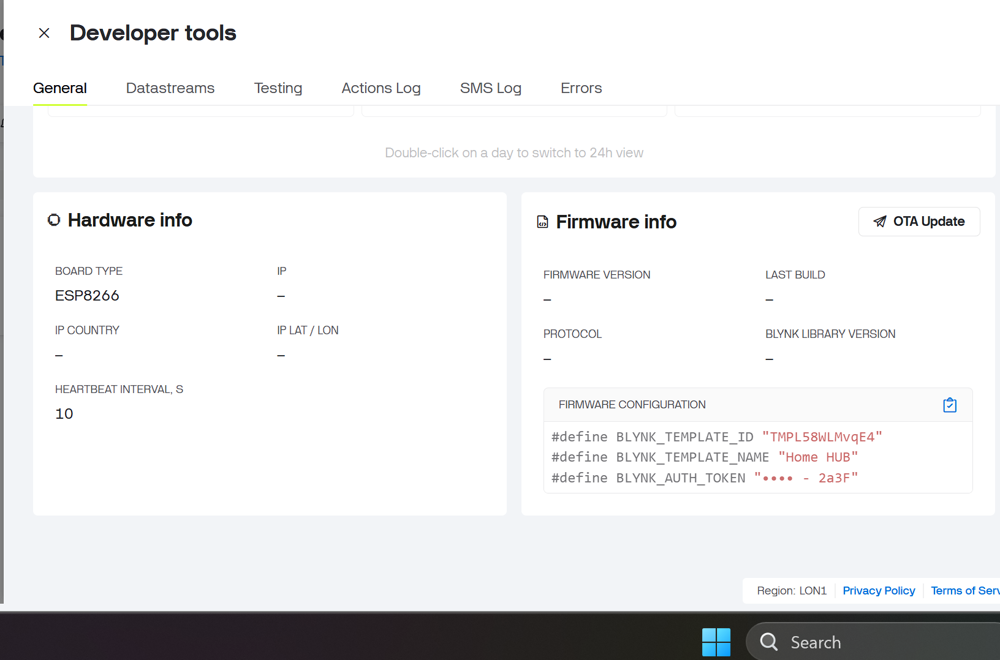 Developer tools
General Datastreams Testing Actions Log SMS Log Errors
Double-click on a day to switch to 24h view
Hardware info
BOARD TYPE IP
ESP8266 –
IP COUNTRY IP LAT / LON
– –
HEARTBEAT INTERVAL, S
10
Firmware info OTA Update
FIRMWARE VERSION LAST BUILD
– –
PROTOCOL BLYNK LIBRARY VERSION
– –
FIRMWARE CONFIGURATION
#define BLYNK_TEMPLATE_ID "TMPL58WLMvqE4"
#define BLYNK_TEMPLATE_NAME "Home HUB"
#define BLYNK_AUTH_TOKEN "•••• - 2a3F"
Region: LON1 Privacy Policy Terms of Serv
Search